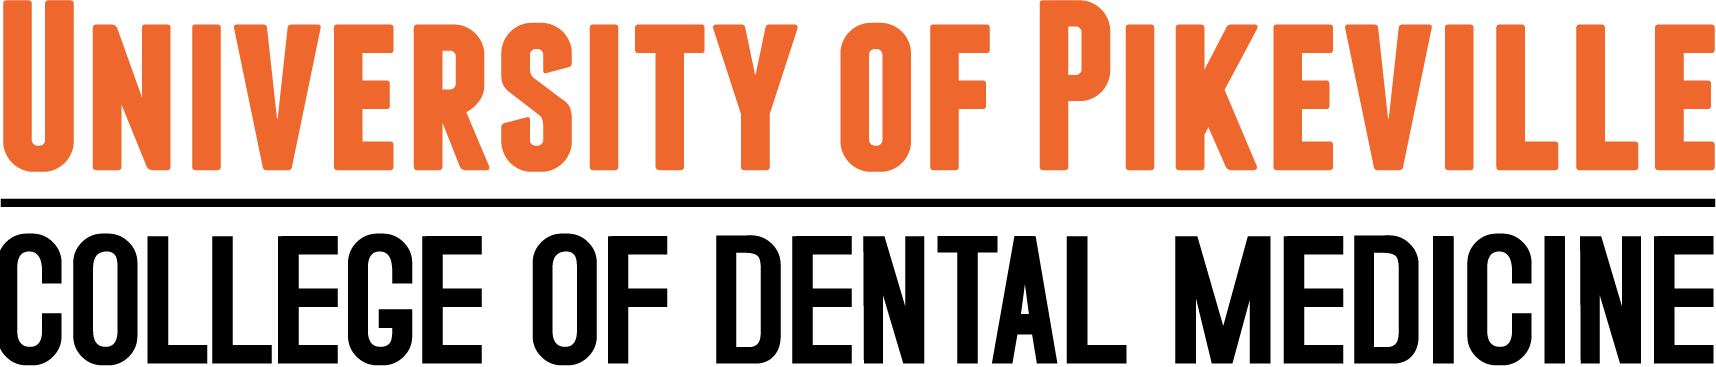 UNIVERSITY OF PIKEVILLE
COLLEGE OF DENTAL MEDICINE